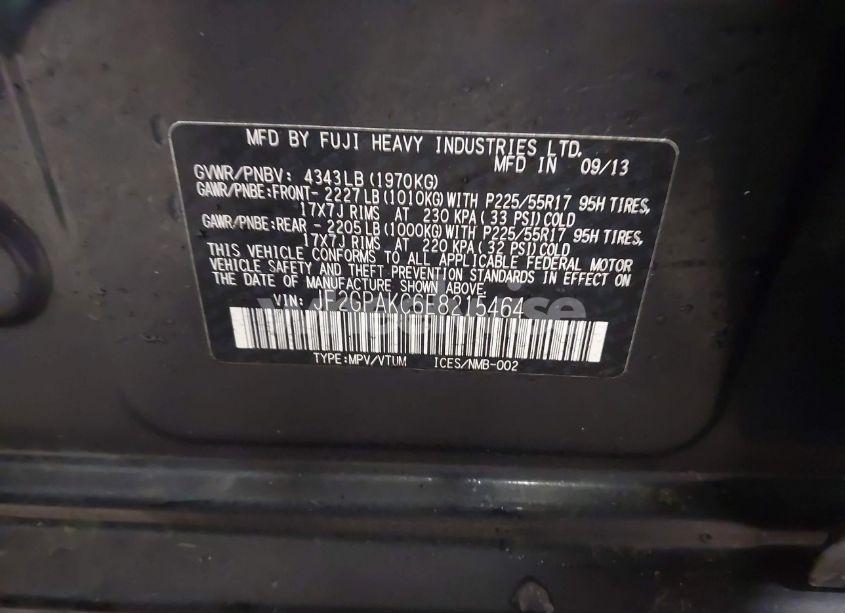 MFD BY FUJI HEAVY INDUSTRIES LTD.
MFD IN 09/13
GVWR/PNBV: 4343LB (1970KG)
GAWR/PNBE:FRONT- 2227 LB (1010KG) WITH P225/55R17 95H TIRES,
17X7J RIMS AT 230 KPA (33 PSI) COLD
GAWR/PNBE:REAR - 2205 LB (1000KG) WITH P225/55R17 95H TIRES,
17X7J RIMS AT 220 KPA (32 PSI) COLD
THIS VEHICLE CONFORMS TO ALL APPLICABLE FEDERAL MOTOR
VEHICLE SAFETY AND THEFT PREVENTION STANDARDS IN EFFECT ON
THE DATE OF MANUFACTURE SHOWN ABOVE.
VIN: JF2GPAKC6E8215464
TYPE:MPV/VTUM ICES/NMB-002